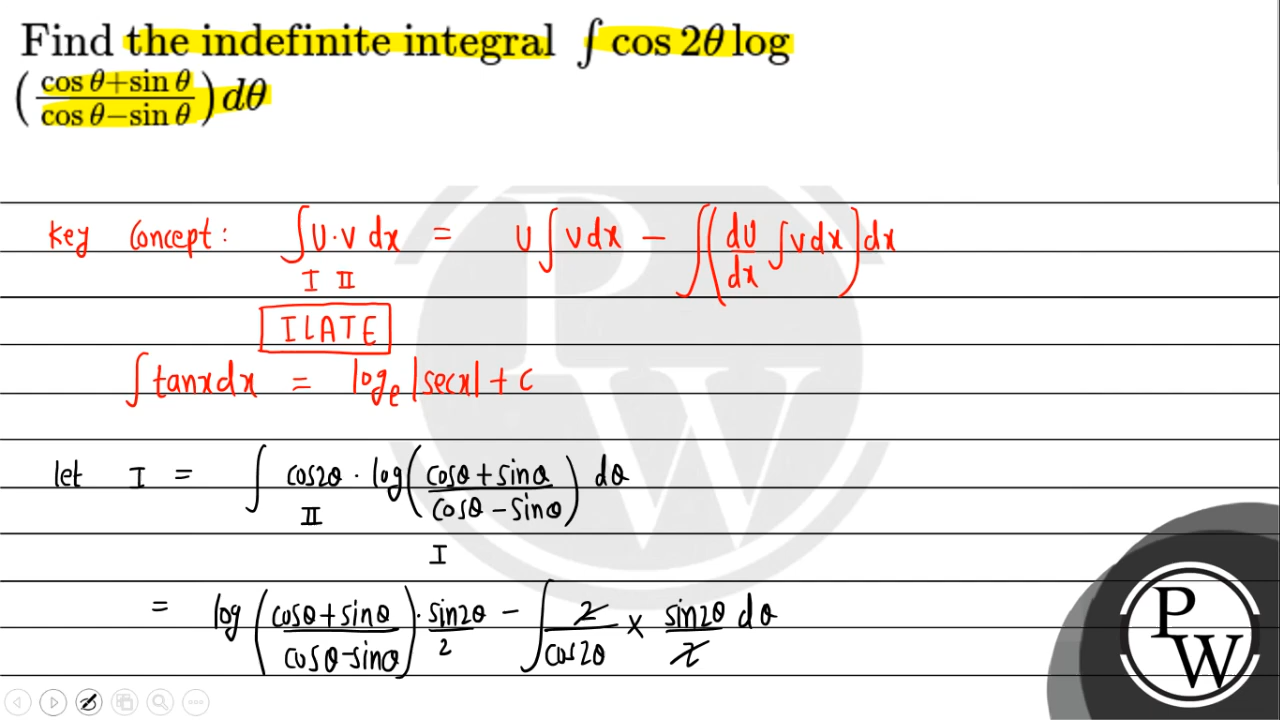 Find the indefinite integral ∫ cos 2θ log
(cos θ+sin θ / cos θ−sin θ) dθ
Key Concept: ∫ U·V dx = U ∫ V dx − ∫ (dU/dx ∫ V dx) dx
I II
ILATE
∫ tanx dx = logₑ |secx| + c
let I = ∫ cos2θ · log (cosθ + sinθ / cosθ − sinθ) dθ
II
I
= log (cosθ + sinθ / cosθ − sinθ) · sin2θ / 2 − ∫ 2 / cos2θ × sin2θ / 2 dθ
P
W
P
W